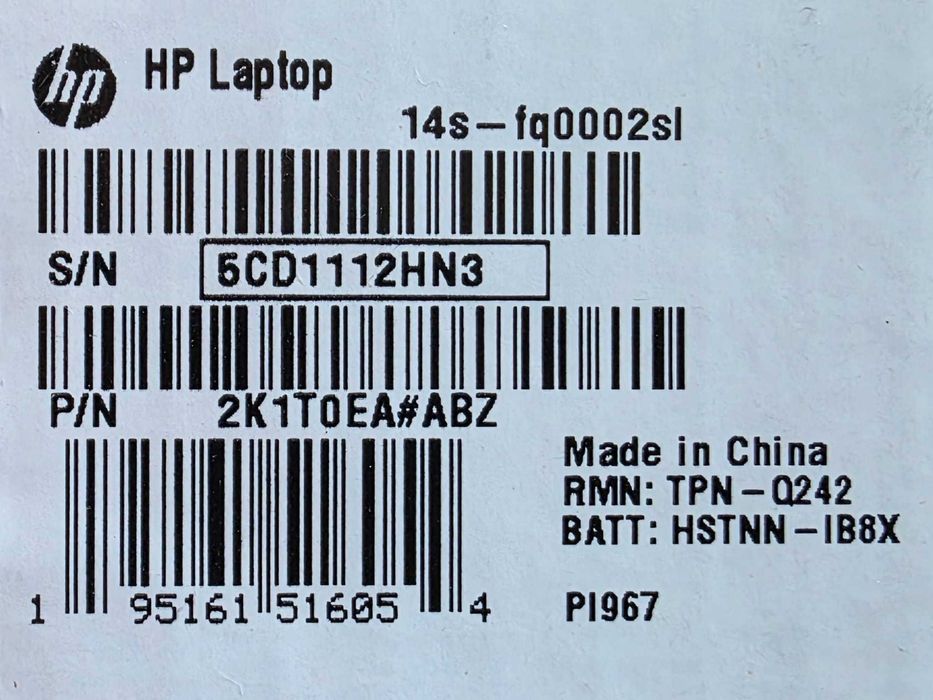 hp HP Laptop
14s-fq0002sl
S/N 5CD1112HN3
P/N 2K1T0EA#ABZ
Made in China
RMN: TPN-Q242
BATT: HSTNN-IB8X
1 95161 51605 4
PI967